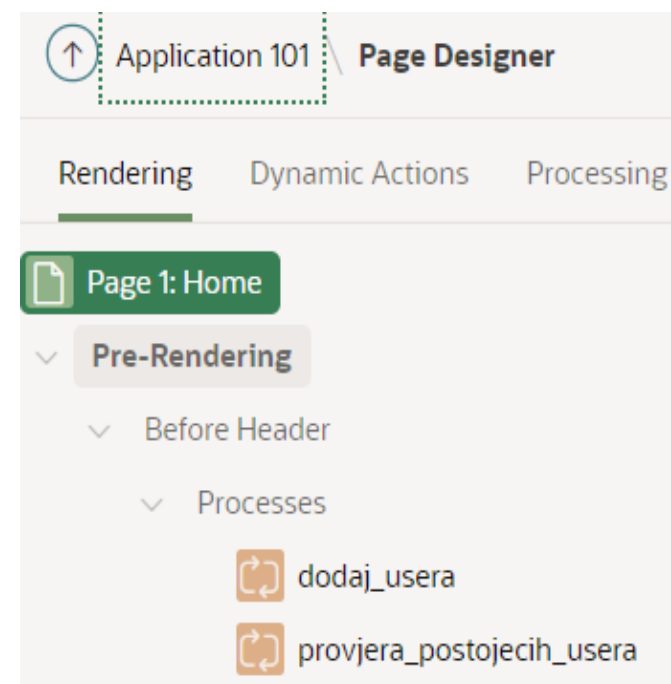 Application 101 \ Page Designer
Rendering Dynamic Actions Processing
Page 1: Home
Pre-Rendering
Before Header
Processes
dodaj_usera
provjera_postojecih_usera